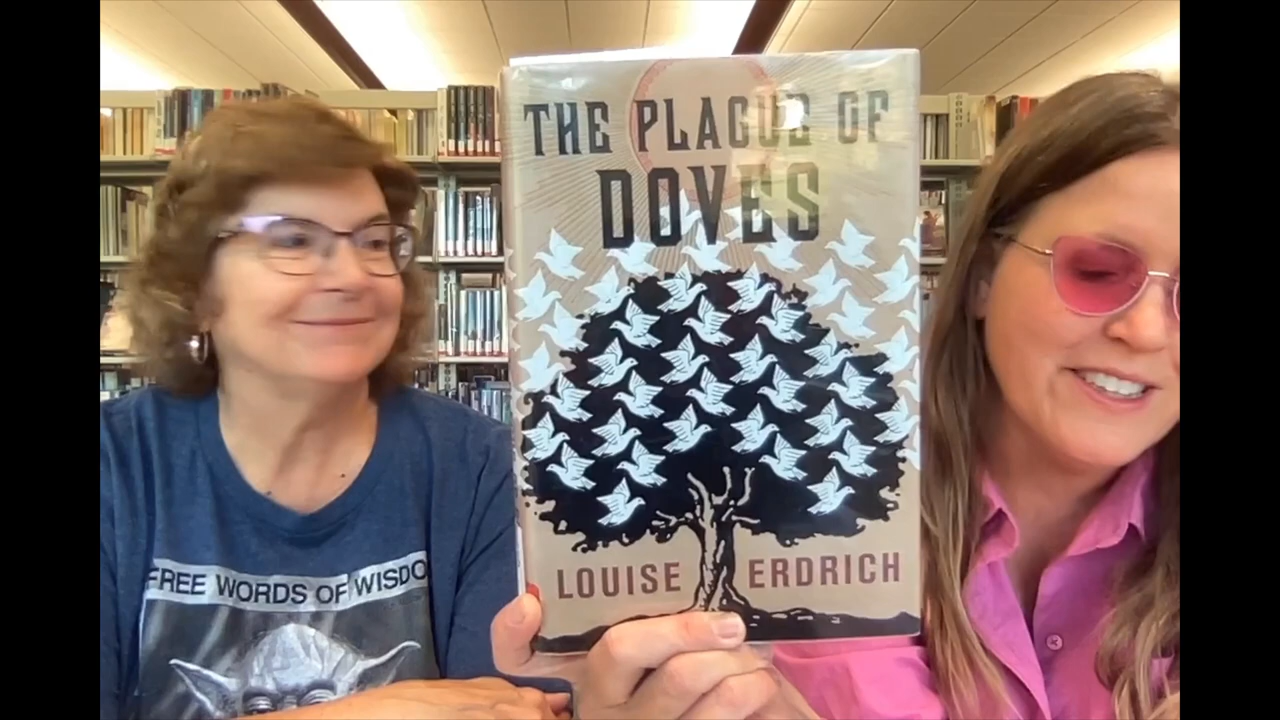 THE PLAGUE OF
DOVES
LOUISE ERDRICH
FREE WORDS OF WISDO